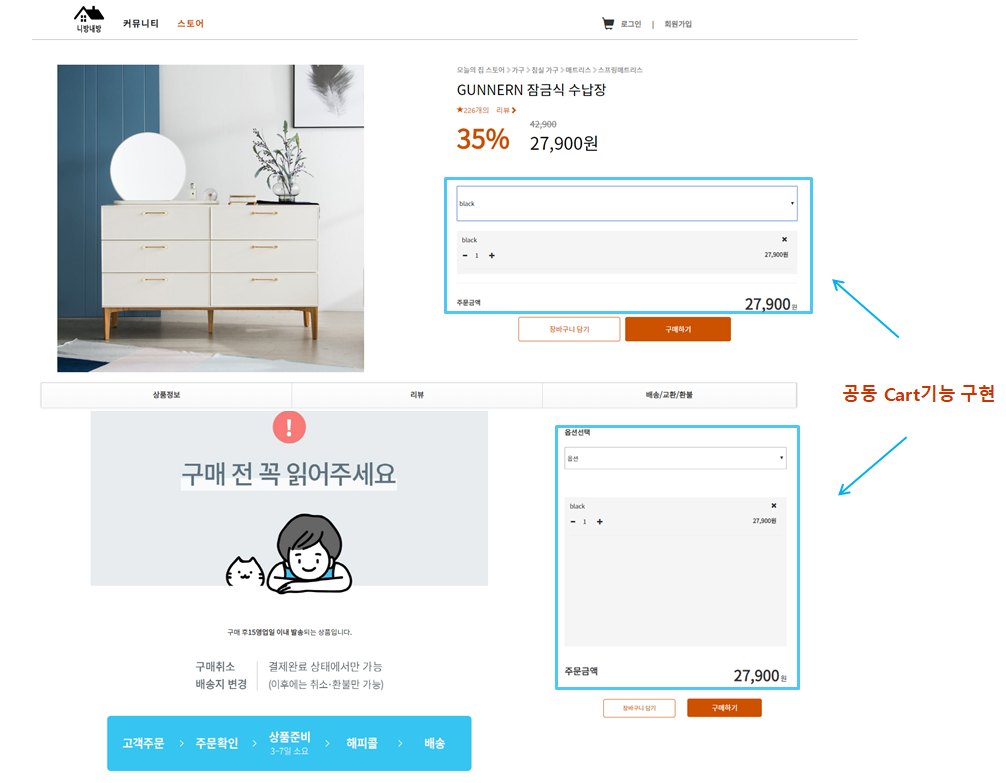 니방내방
커뮤니티 스토어
로그인 | 회원가입
오늘의 집 스토어 > 가구 > 침실 가구 > 매트리스 > 스프링매트리스
GUNNERN 잠금식 수납장
★226개의 리뷰 >
42,900
35% 27,900원
black
black ✖
- 1 + 27,900원
주문금액 27,900 원
장바구니 담기 구매하기
공동 Cart기능 구현
상품정보 리뷰 배송/교환/환불
!
구매 전 꼭 읽어주세요
구매 후15영업일 이내 발송되는 상품입니다.
구매취소 결제완료 상태에서만 가능
배송지 변경 (이후에는 취소·환불만 가능)
고객주문 > 주문확인 > 상품준비 > 해피콜 > 배송
3~7일 소요
옵션선택
옵션
black ✖
- 1 + 27,900원
주문금액 27,900 원
장바구니 담기 구매하기